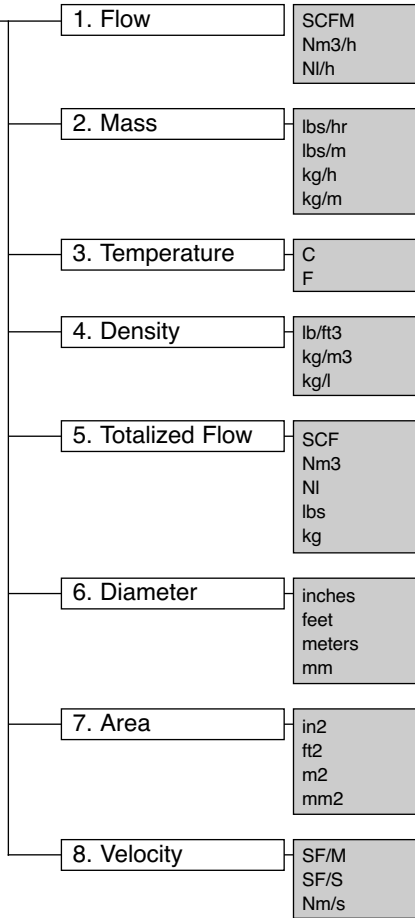 1. Flow
SCFM
Nm3/h
Nl/h
2. Mass
lbs/hr
lbs/m
kg/h
kg/m
3. Temperature
C
F
4. Density
lb/ft3
kg/m3
kg/l
5. Totalized Flow
SCF
Nm3
Nl
lbs
kg
6. Diameter
inches
feet
meters
mm
7. Area
in2
ft2
m2
mm2
8. Velocity
SF/M
SF/S
Nm/s